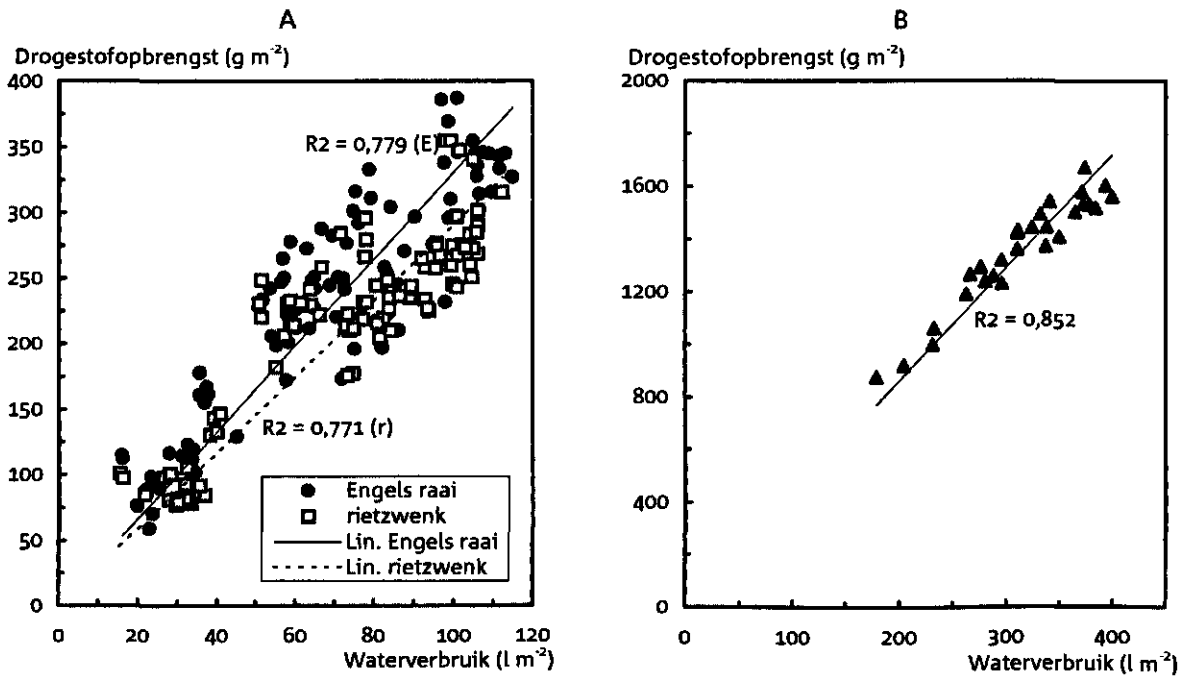 A
Drogestofopbrengst (g m⁻²)
400
350
300
250
200
150
100
50
0
R2 = 0,779 (E)
R2 = 0,771 (r)
Engels raai
rietzwenk
Lin. Engels raai
Lin. rietzwenk
0 20 40 60 80 100 120
Waterverbruik (l m⁻²)
B
Drogestofopbrengst (g m⁻²)
2000
1600
1200
800
400
0
R2 = 0,852
0 100 200 300 400
Waterverbruik (l m⁻²)